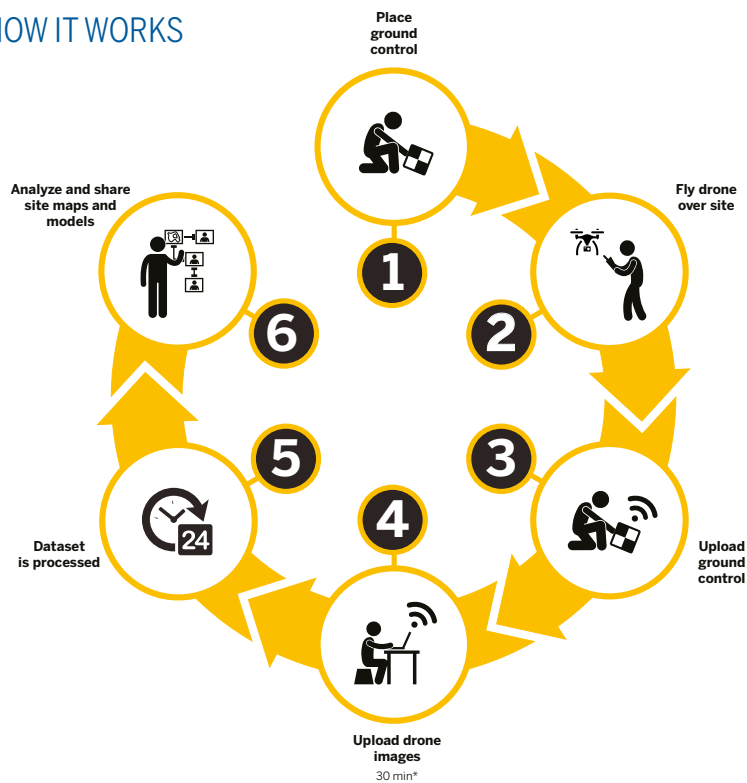 HOW IT WORKS
Place
ground
control
1
Fly drone
over site
2
Upload
ground
control
3
Upload drone
images
30 min*
4
Dataset
is processed
24
5
Analyze and share
site maps and
models
6